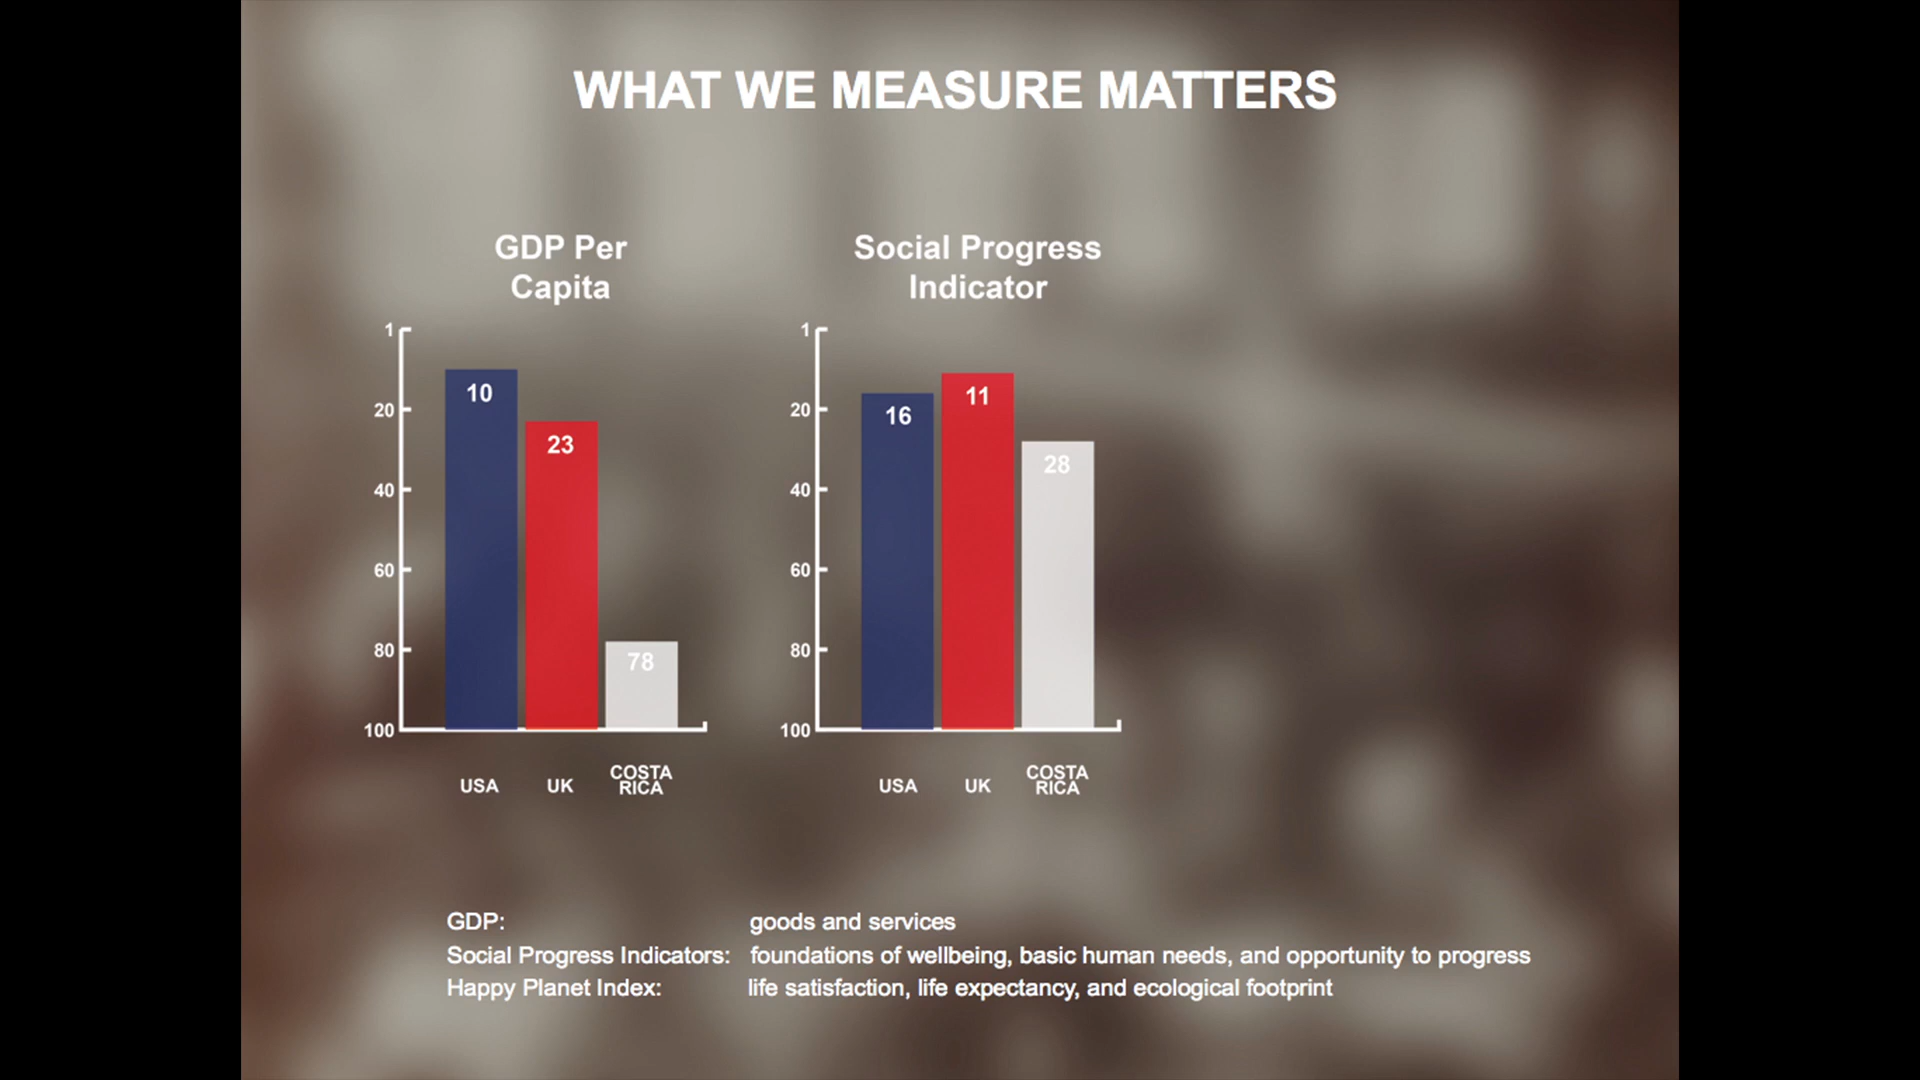 WHAT WE MEASURE MATTERS
GDP Per
Capita
1
20
40
60
80
100
10
23
78
USA
UK
COSTA
RICA
Social Progress
Indicator
1
20
40
60
80
100
16
11
28
USA
UK
COSTA
RICA
GDP: goods and services
Social Progress Indicators: foundations of wellbeing, basic human needs, and opportunity to progress
Happy Planet Index: life satisfaction, life expectancy, and ecological footprint